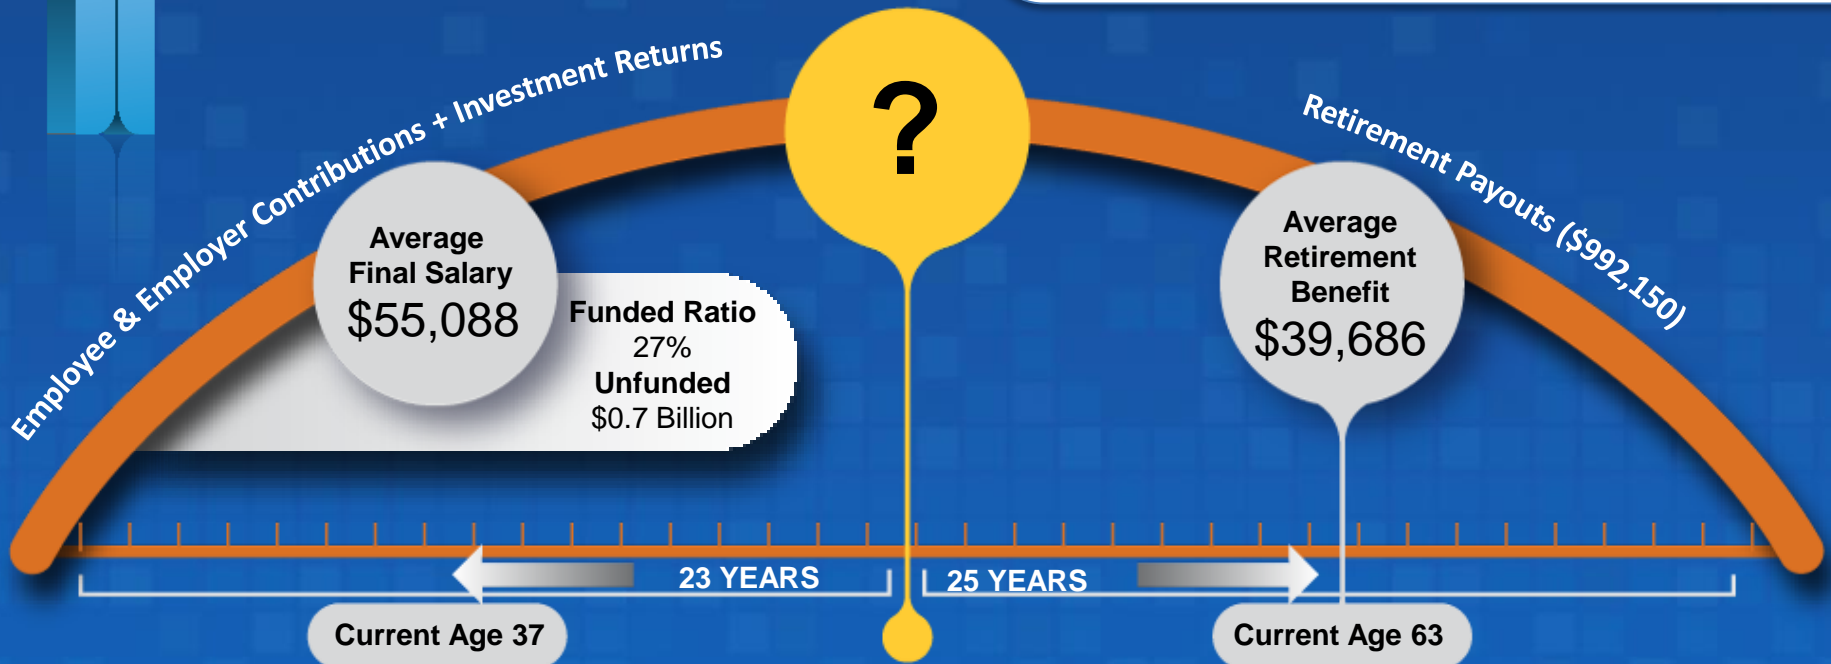 Employee & Employer Contributions + Investment Returns
?
Retirement Payouts ($992,150)
Average
Final Salary
$55,088
Funded Ratio
27%
Unfunded
$0.7 Billion
Average
Retirement
Benefit
$39,686
23 YEARS
25 YEARS
Current Age 37
Current Age 63